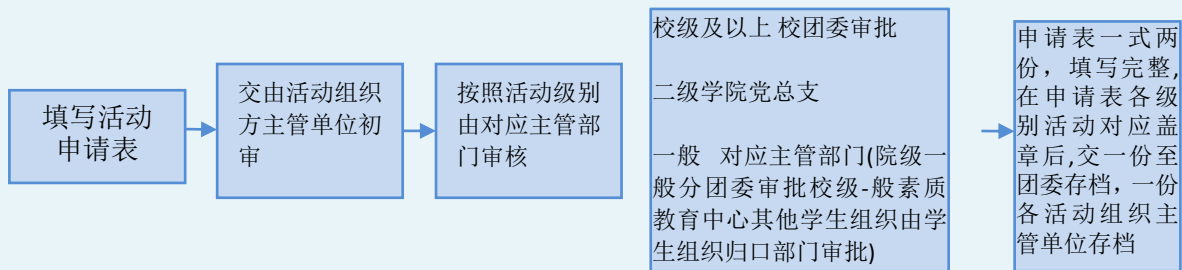 填写活动
申请表
交由活动组织
方主管单位初
审
按照活动级别
由对应主管部
门审核
校级及以上 校团委审批
二级学院党总支
一般 对应主管部门(院级一
般分团委审批校级-般素质
教育中心其他学生组织由学
生组织归口部门审批)
申请表一式两
份，填写完整,
在申请表各级
别活动对应盖
章后,交一份至
团委存档，一份
各活动组织主
管单位存档